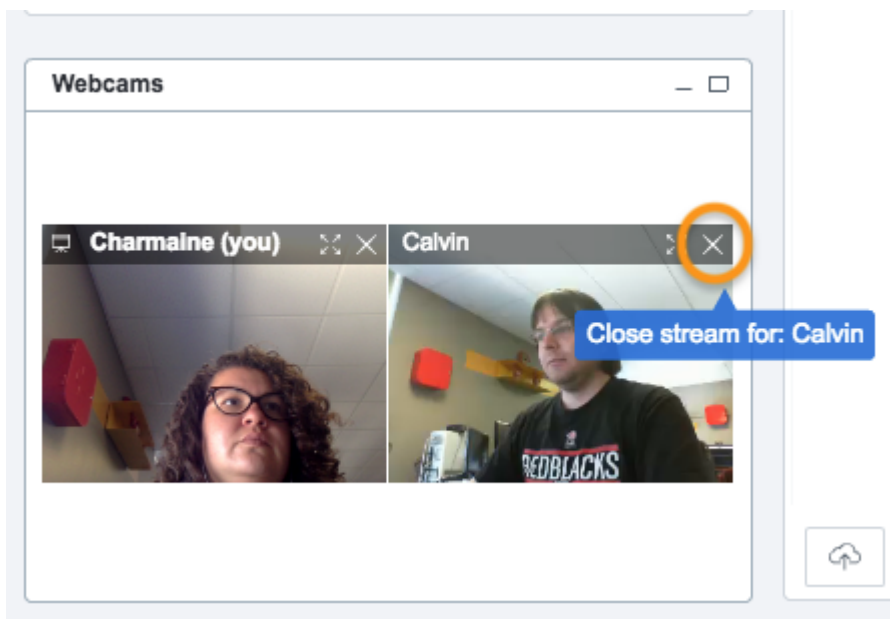 Webcams
Charmaine (you)
Calvin
Close stream for: Calvin
REDBLACKS